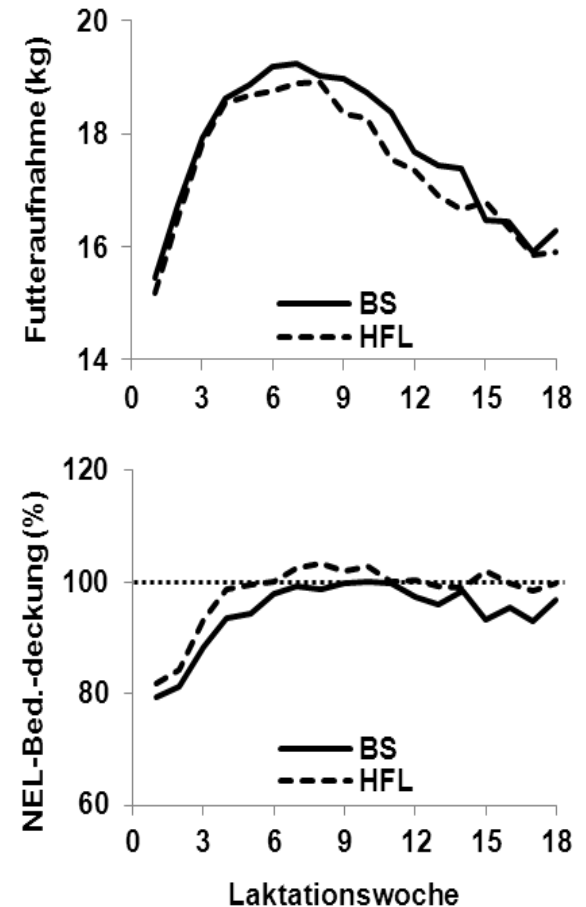 Futteraufnahme (kg)
20
18
16
14
BS
HFL
0 3 6 9 12 15 18
NEL-Bed.-deckung (%)
120
100
80
60
BS
HFL
0 3 6 9 12 15 18
Laktationswoche